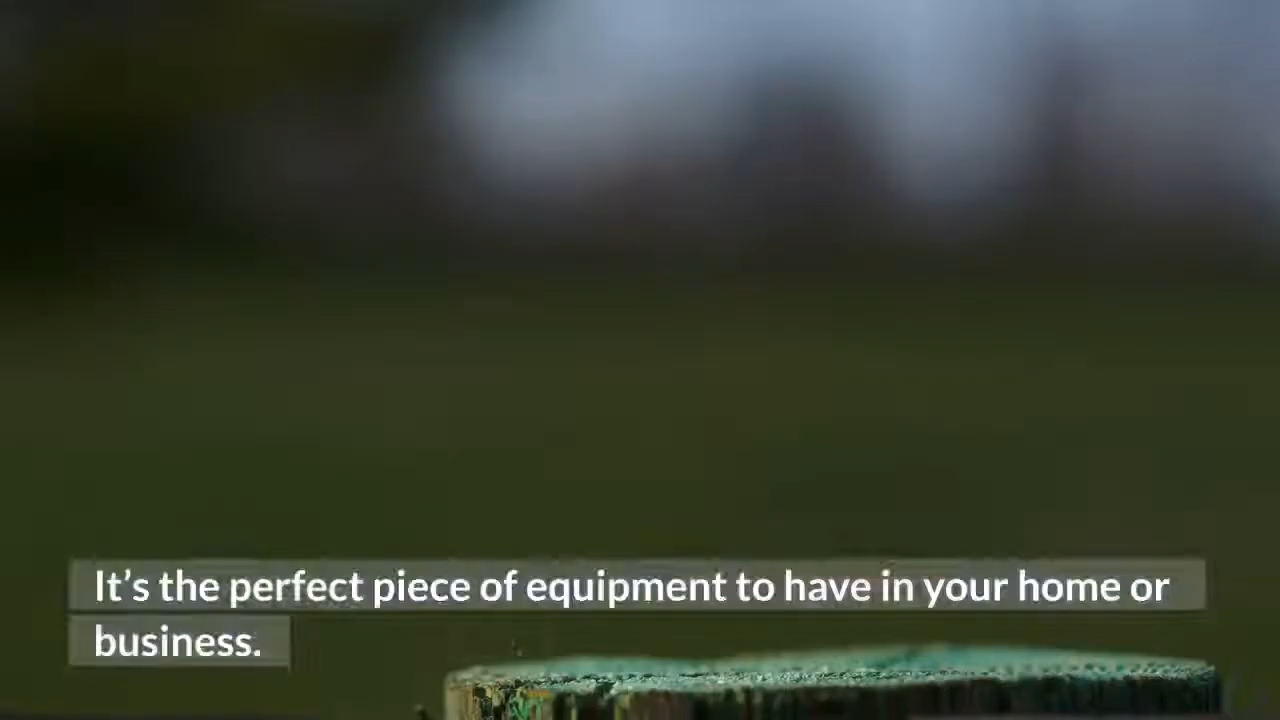 It’s the perfect piece of equipment to have in your home or
business.